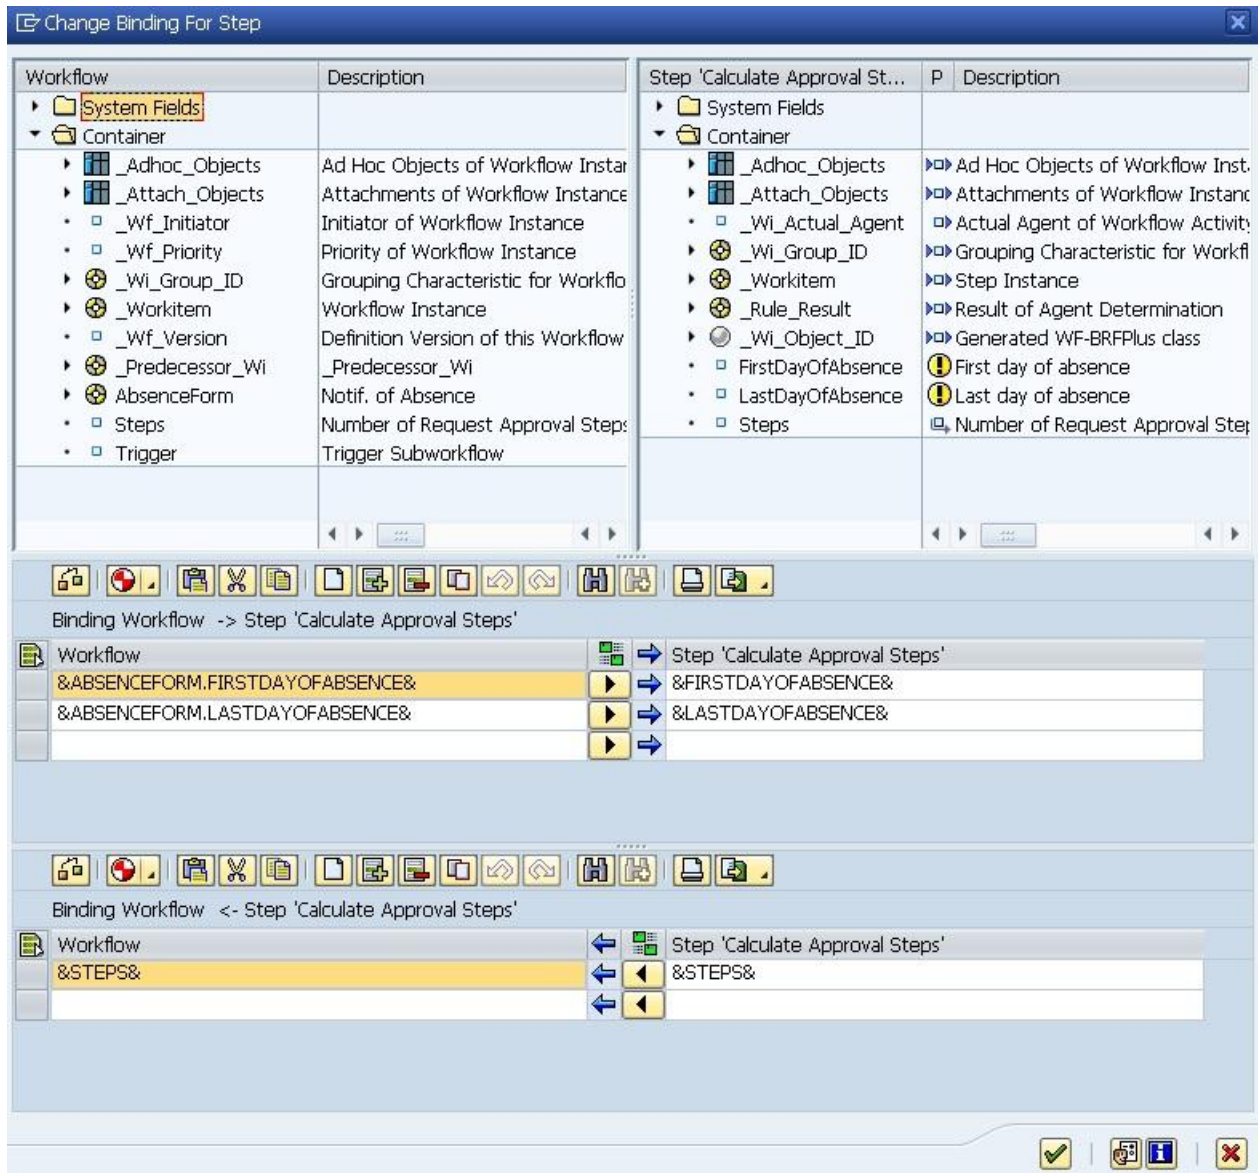 Change Binding For Step
Workflow Description
System Fields
Container
_Adhoc_Objects Ad Hoc Objects of Workflow Instar
_Attach_Objects Attachments of Workflow Instance
_Wf_Initiator Initiator of Workflow Instance
_Wf_Priority Priority of Workflow Instance
_Wi_Group_ID Grouping Characteristic for Workflo
_Workitem Workflow Instance
_Wf_Version Definition Version of this Workflow
_Predecessor_Wi _Predecessor_Wi
AbsenceForm Notif. of Absence
Steps Number of Request Approval Steps
Trigger Trigger Subworkflow
Step 'Calculate Approval St... P Description
System Fields
Container
_Adhoc_Objects Ad Hoc Objects of Workflow Inst
_Attach_Objects Attachments of Workflow Instanc
_Wi_Actual_Agent Actual Agent of Workflow Activity
_Wi_Group_ID Grouping Characteristic for Workfl
_Workitem Step Instance
_Rule_Result Result of Agent Determination
_Wi_Object_ID Generated WF-BRFPlus class
FirstDayOfAbsence First day of absence
LastDayOfAbsence Last day of absence
Steps Number of Request Approval Step
Binding Workflow -> Step 'Calculate Approval Steps'
Workflow Step 'Calculate Approval Steps'
&ABSENCEFORM.FIRSTDAYOFABSENCE& &FIRSTDAYOFABSENCE&
&ABSENCEFORM.LASTDAYOFABSENCE& &LASTDAYOFABSENCE&
Binding Workflow <- Step 'Calculate Approval Steps'
Workflow Step 'Calculate Approval Steps'
&STEPS& &STEPS&